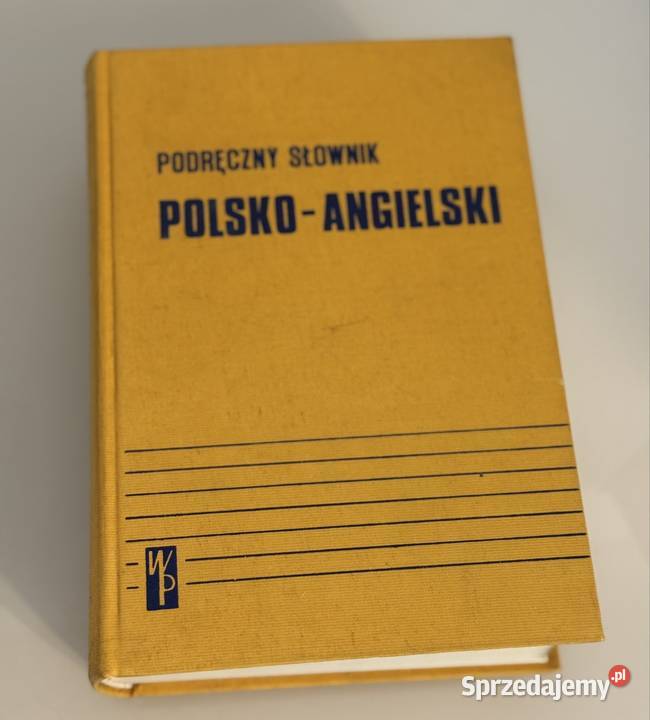 PODRĘCZNY SŁOWNIK
POLSKO-ANGIELSKI
WP
Sprzedajemy.pl